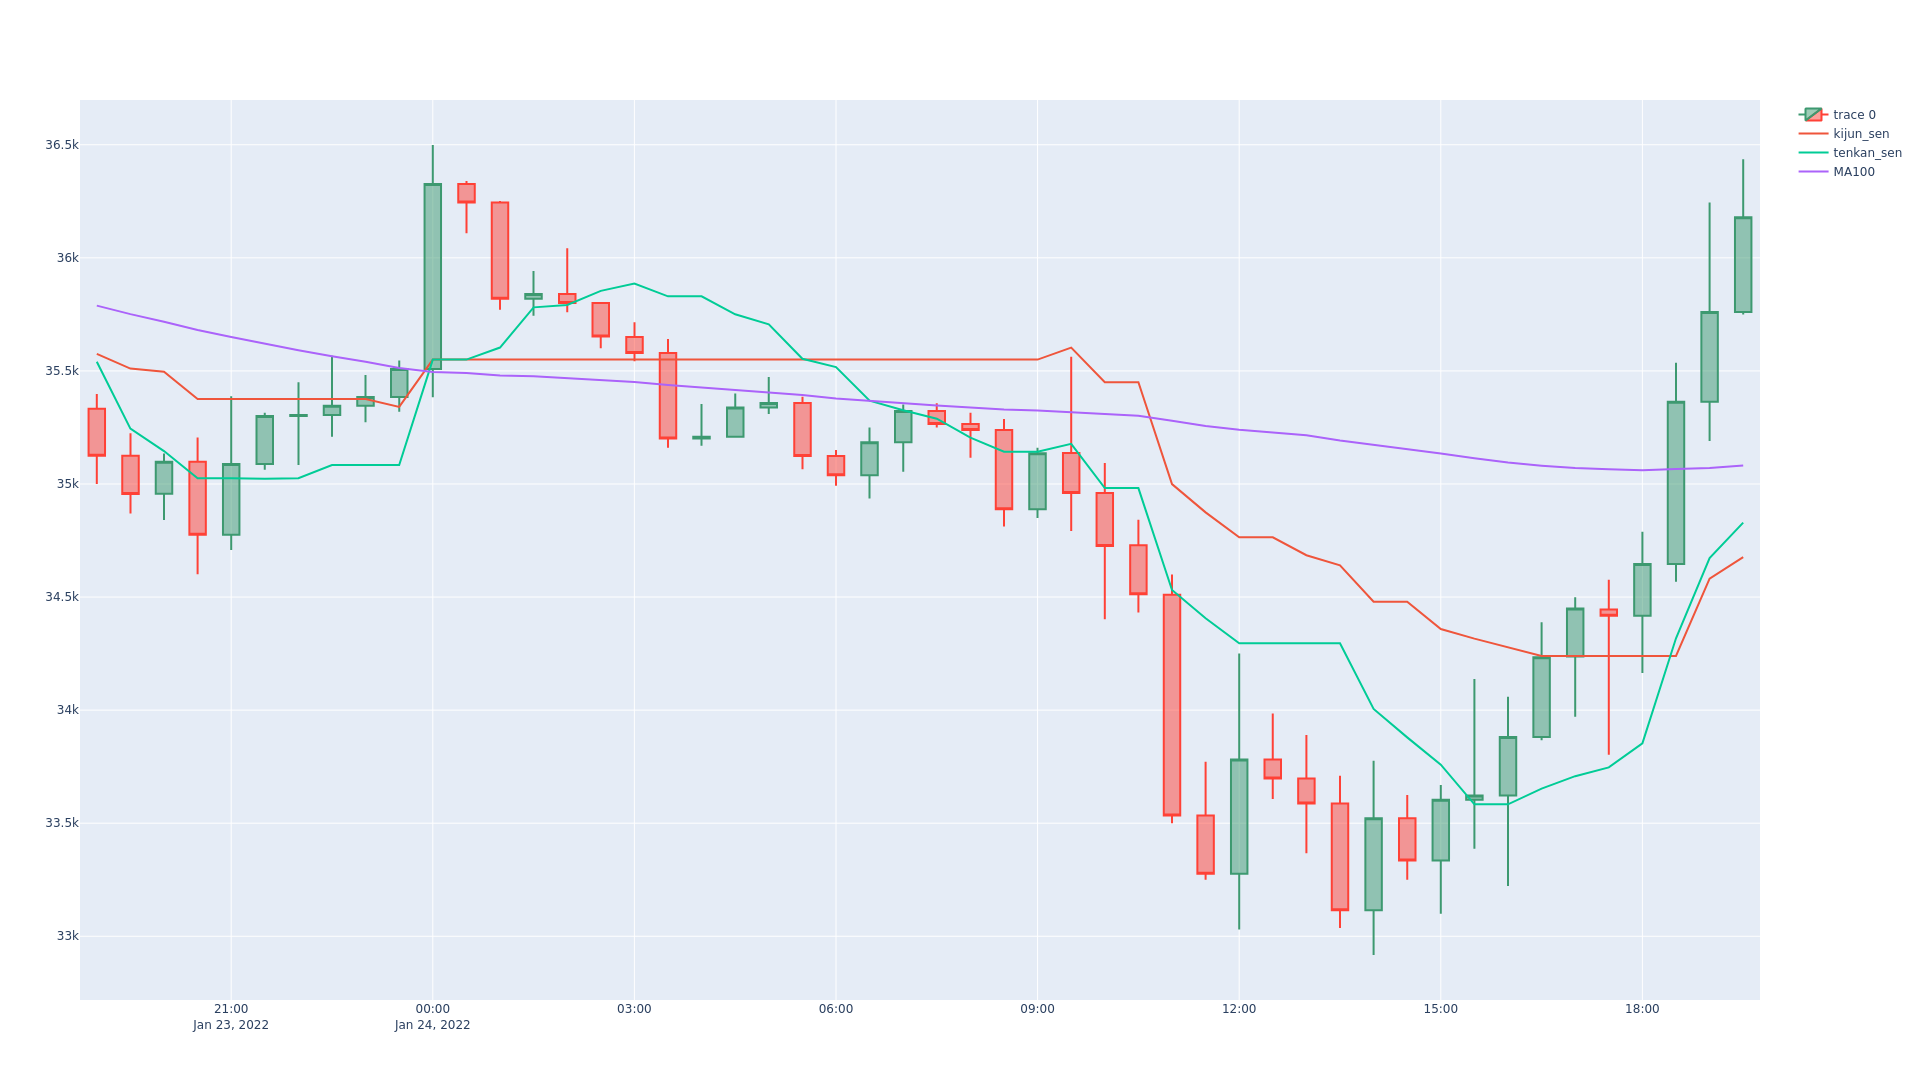 36.5k
36k
35.5k
35k
34.5k
34k
33.5k
33k
21:00
Jan 23, 2022
00:00
Jan 24, 2022
03:00
06:00
09:00
12:00
15:00
18:00
trace 0
kijun_sen
tenkan_sen
MA100